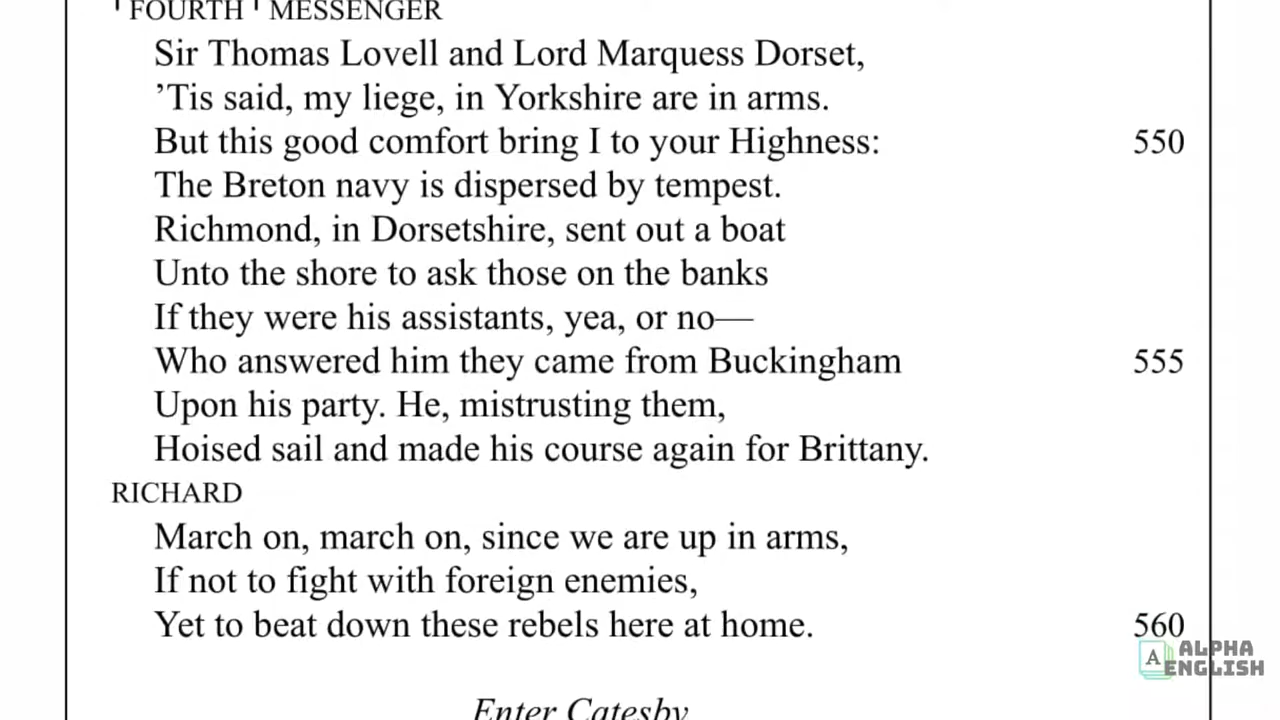 ⌜FOURTH⌝ MESSENGER
Sir Thomas Lovell and Lord Marquess Dorset,
’Tis said, my liege, in Yorkshire are in arms.
But this good comfort bring I to your Highness: 550
The Breton navy is dispersed by tempest.
Richmond, in Dorsetshire, sent out a boat
Unto the shore to ask those on the banks
If they were his assistants, yea, or no—
Who answered him they came from Buckingham 555
Upon his party. He, mistrusting them,
Hoised sail and made his course again for Brittany.
RICHARD
March on, march on, since we are up in arms,
If not to fight with foreign enemies,
Yet to beat down these rebels here at home. 560
A ALPHA
ENGLISH
Enter Catesby